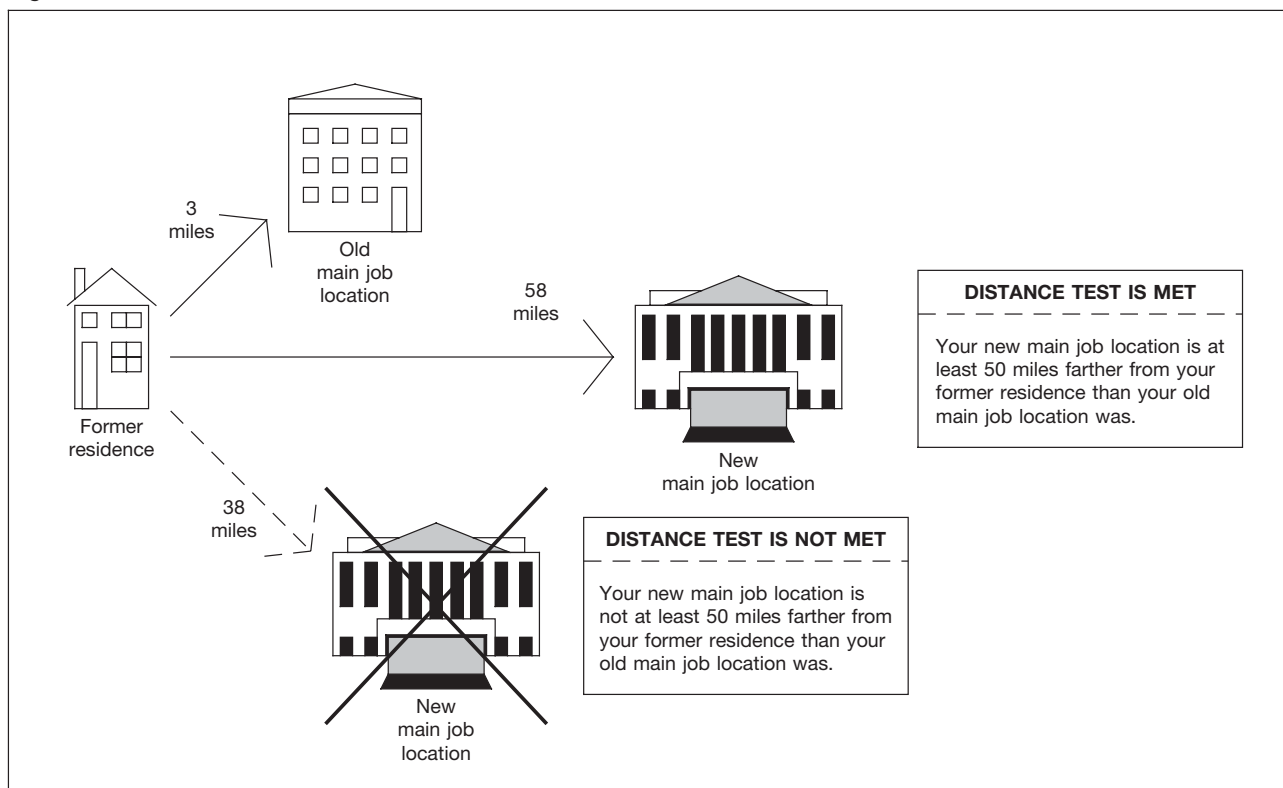 3
miles
Old
main job
location
58
miles
DISTANCE TEST IS MET
Your new main job location is at
least 50 miles farther from your
former residence than your old
main job location was.
Former
residence
New
main job location
38
miles
DISTANCE TEST IS NOT MET
Your new main job location is
not at least 50 miles farther from
your former residence than your
old main job location was.
New
main job
location